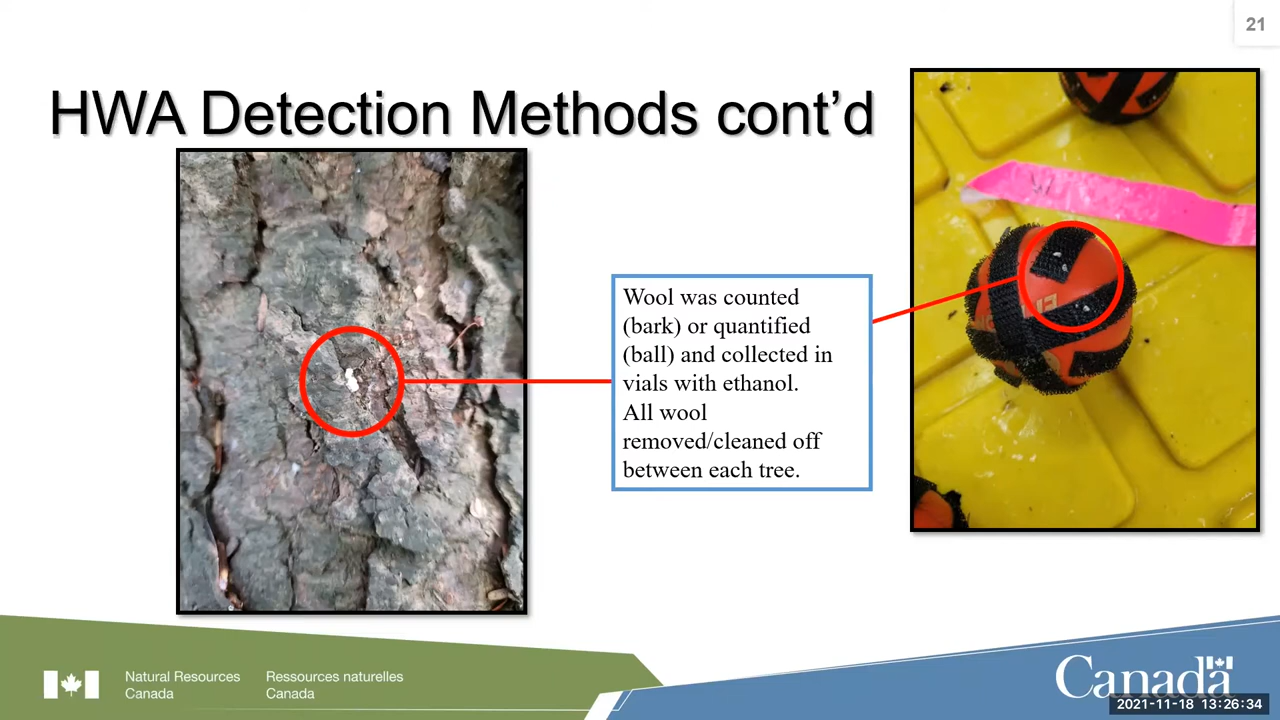 21
HWA Detection Methods cont’d
Wool was counted
(bark) or quantified
(ball) and collected in
vials with ethanol.
All wool
removed/cleaned off
between each tree.
Natural Resources
Canada
Ressources naturelles
Canada
Canada
2021-11-18 13:26:34